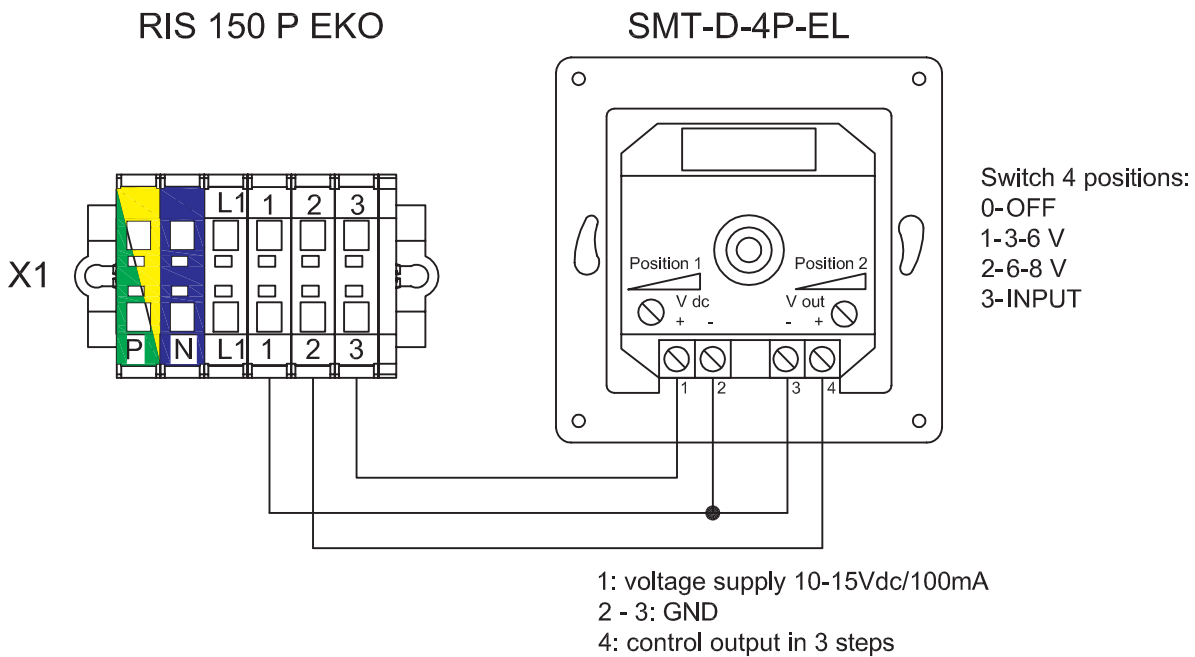 RIS 150 P EKO
SMT-D-4P-EL
X1
L1 1 2 3
P N L1 1 2 3
Position 1
Position 2
V dc
V out
+ -
- +
1 2 3 4
Switch 4 positions:
0-OFF
1-3-6 V
2-6-8 V
3-INPUT
1: voltage supply 10-15Vdc/100mA
2 - 3: GND
4: control output in 3 steps